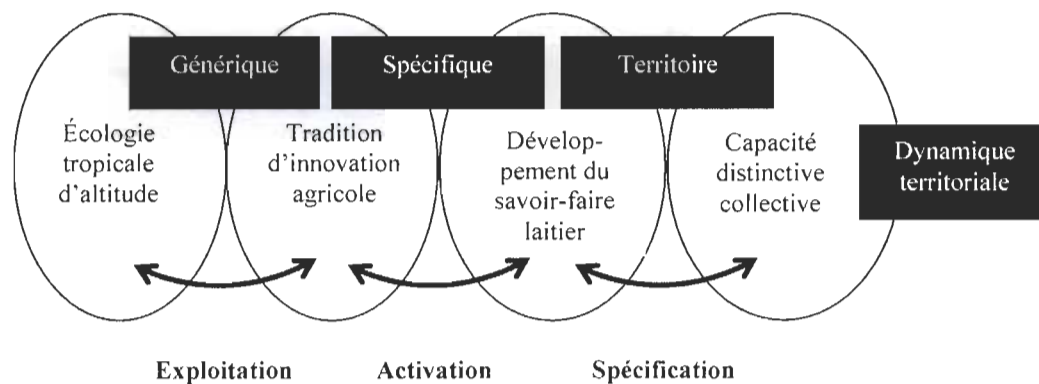 Générique
Spécifique
Territoire
Écologie
tropicale
d'altitude
Tradition
d'innovation
agricole
Dévelop-
pement du
savoir-faire
laitier
Capacité
distinctive
collective
Dynamique
territoriale
Exploitation
Activation
Spécification